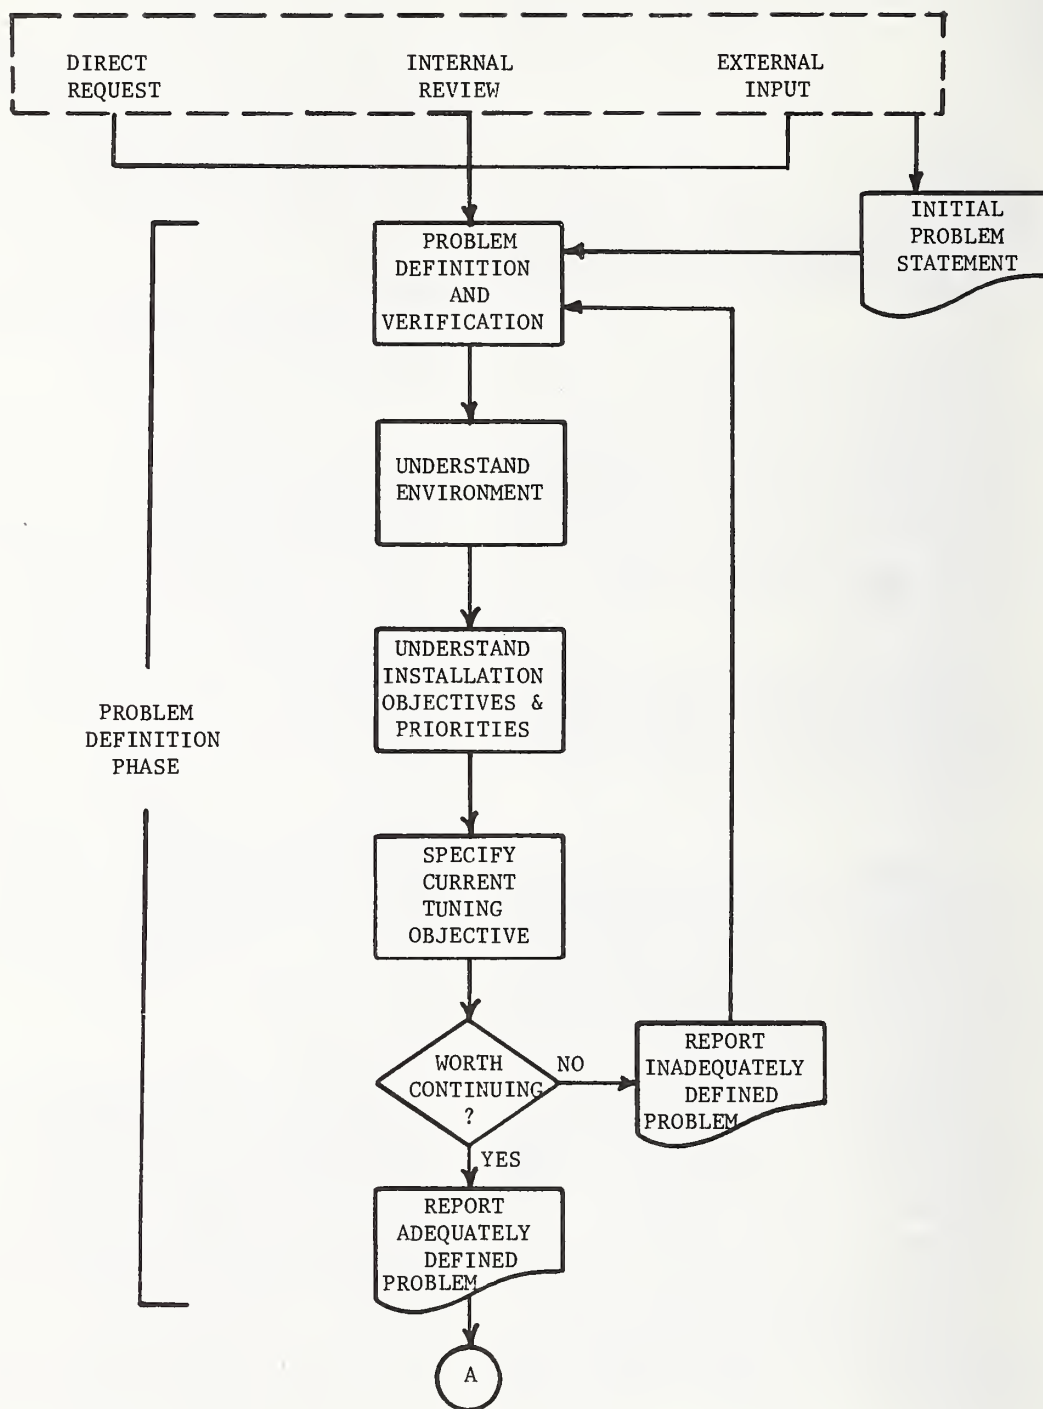 DIRECT
REQUEST
INTERNAL
REVIEW
EXTERNAL
INPUT
INITIAL
PROBLEM
STATEMENT
PROBLEM
DEFINITION
AND
VERIFICATION
UNDERSTAND
ENVIRONMENT
UNDERSTAND
INSTALLATION
OBJECTIVES &
PRIORITIES
PROBLEM
DEFINITION
PHASE
SPECIFY
CURRENT
TUNING
OBJECTIVE
WORTH
CONTINUING
?
NO
REPORT
INADEQUATELY
DEFINED
PROBLEM
YES
REPORT
ADEQUATELY
DEFINED
PROBLEM
A